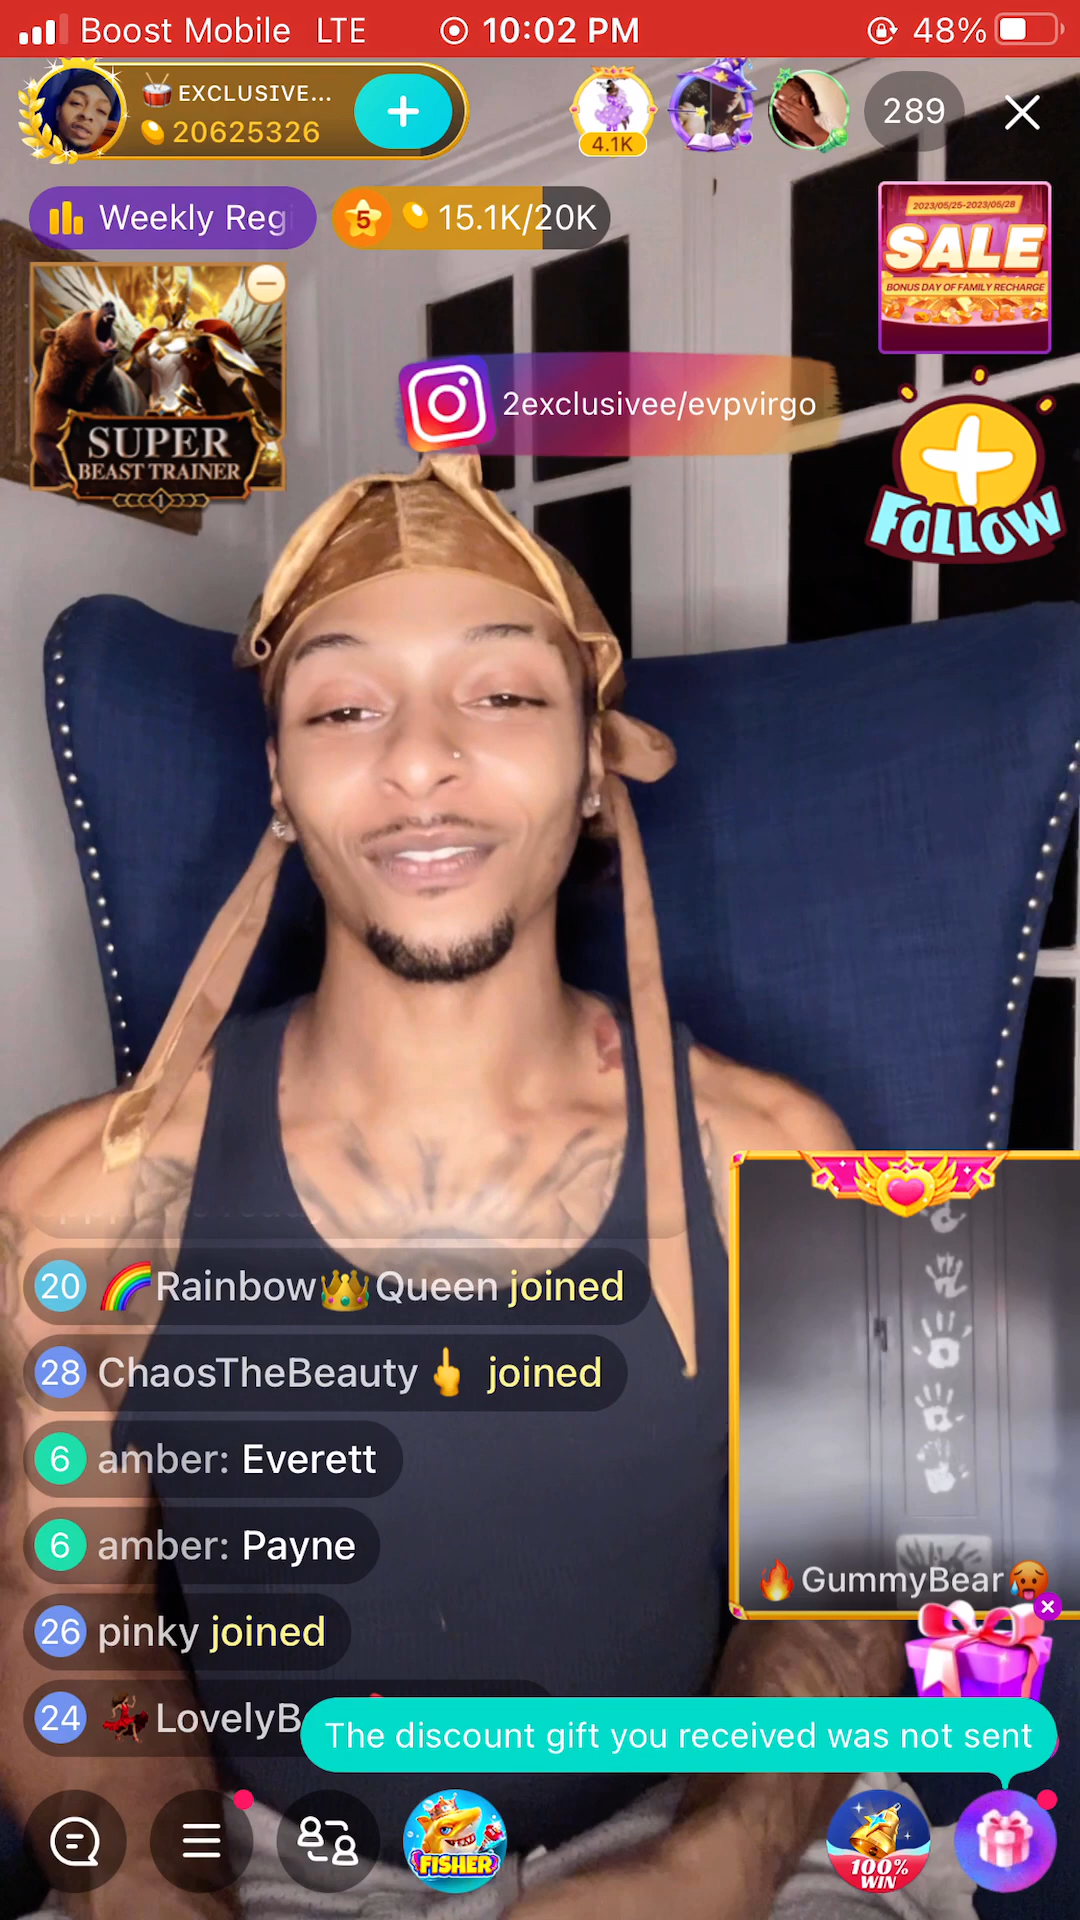 Boost Mobile LTE 10:02 PM 48%
🥁 EXCLUSIVE...
20625326
4.1K
289
Weekly Reg
5 15.1K/20K
2023/05/25-2023/05/28
SALE
BONUS DAY OF FAMILY RECHARGE
SUPER
BEAST TRAINER
I
2exclusivee/evpvirgo
FOLLOW
20 🌈Rainbow👑Queen joined
28 ChaosTheBeauty🖕 joined
6 amber: Everett
6 amber: Payne
26 pinky joined
24 💃LovelyB
🔥GummyBear🥵
The discount gift you received was not sent
FISHER
100%
WIN